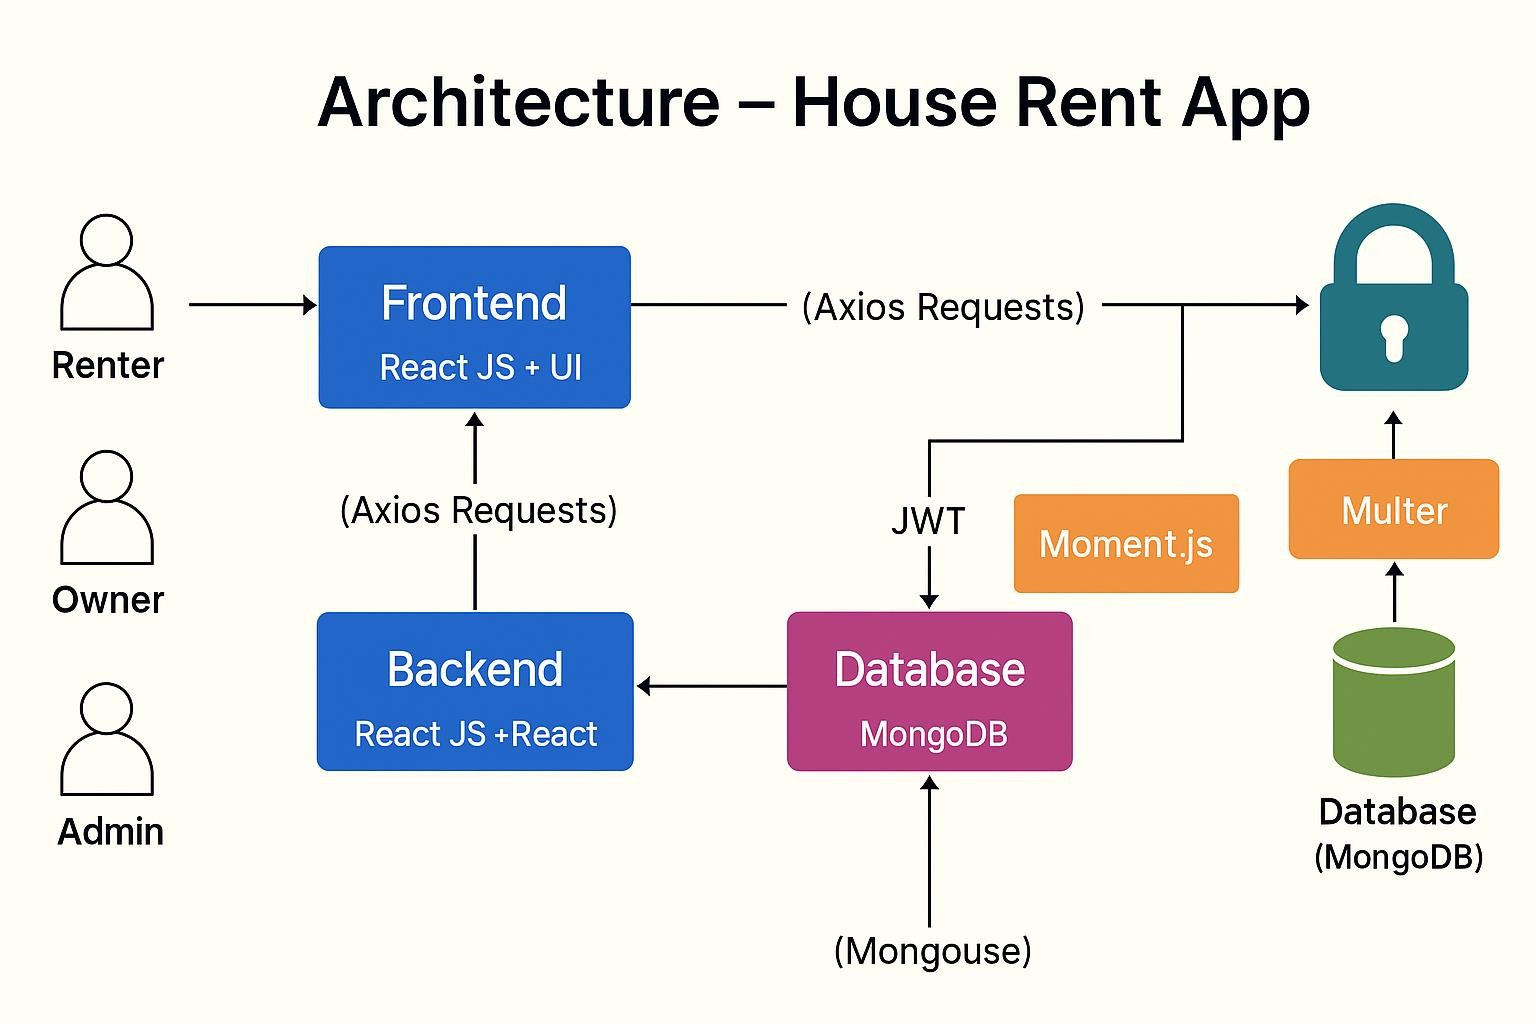 Architecture – House Rent App
Renter
Frontend
React JS + UI
(Axios Requests)
(Axios Requests)
Owner
JWT
Moment.js
Multer
Backend
React JS +React
Database
MongoDB
Admin
Database
(MongoDB)
(Mongouse)